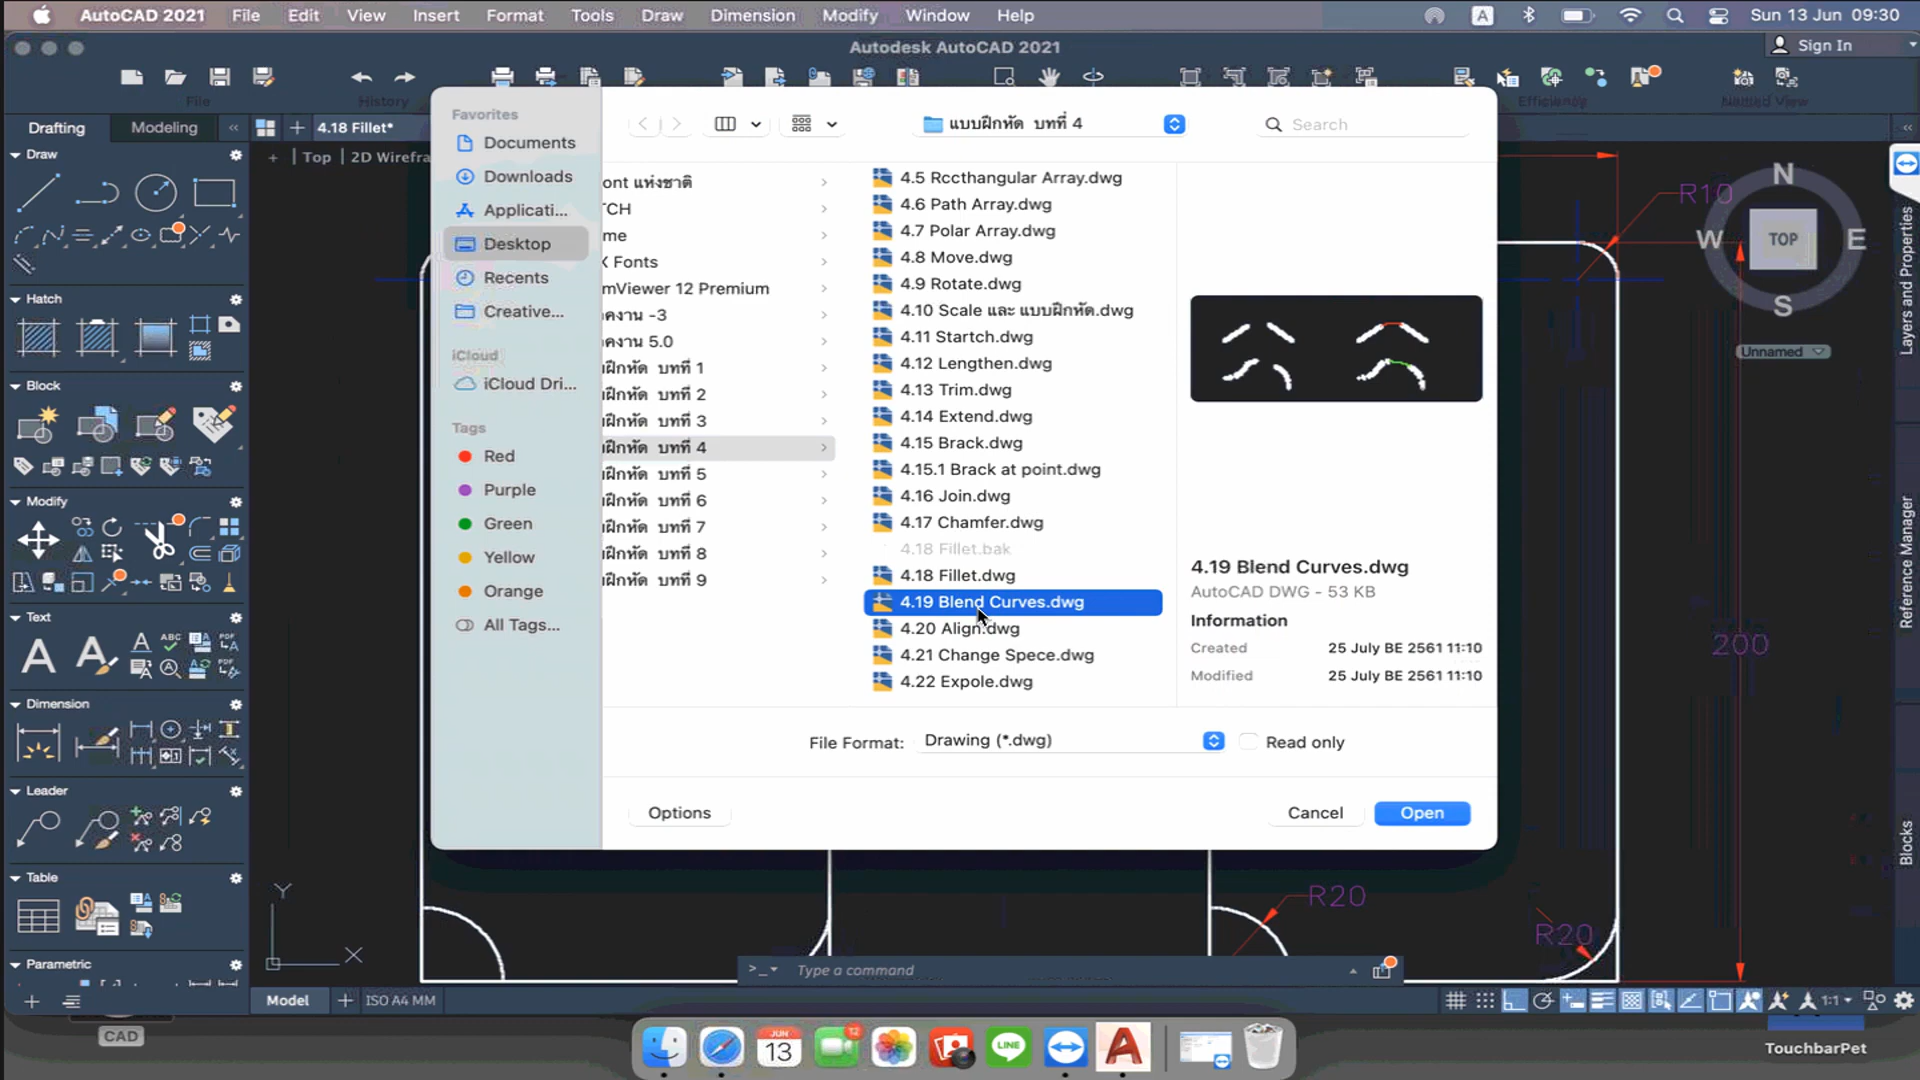 AutoCAD 2021 File Edit View Insert Format Tools Draw Dimension Modify Window Help A Sun 13 Jun 09:30
Autodesk AutoCAD 2021
Sign In
File History Efficiency Named View
Drafting Modeling « + 4.18 Fillet*
+ | Top | 2D Wirefra
Draw
Hatch
Block
Modify
Text
Dimension
Leader
Table
Parametric
Favorites
Documents
Downloads
Applicati...
Desktop
Recents
Creative...
iCloud
iCloud Dri...
Tags
Red
Purple
Green
Yellow
Orange
All Tags...
แบบฝึกหัด บทที่ 4
Search
ont แห่งชาติ
TCH
me
X Fonts
mViewer 12 Premium
คงาน -3
คงาน 5.0
ฝึกหัด บทที่ 1
ฝึกหัด บทที่ 2
ฝึกหัด บทที่ 3
ฝึกหัด บทที่ 4
ฝึกหัด บทที่ 5
ฝึกหัด บทที่ 6
ฝึกหัด บทที่ 7
ฝึกหัด บทที่ 8
ฝึกหัด บทที่ 9
4.5 Rccthangular Array.dwg
4.6 Path Array.dwg
4.7 Polar Array.dwg
4.8 Move.dwg
4.9 Rotate.dwg
4.10 Scale และ แบบฝึกหัด.dwg
4.11 Startch.dwg
4.12 Lengthen.dwg
4.13 Trim.dwg
4.14 Extend.dwg
4.15 Brack.dwg
4.15.1 Brack at point.dwg
4.16 Join.dwg
4.17 Chamfer.dwg
4.18 Fillet.bak
4.18 Fillet.dwg
4.19 Blend Curves.dwg
4.20 Align.dwg
4.21 Change Spece.dwg
4.22 Expole.dwg
4.19 Blend Curves.dwg
AutoCAD DWG - 53 KB
Information
Created 25 July BE 2561 11:10
Modified 25 July BE 2561 11:10
File Format: Drawing (*.dwg) Read only
Options Cancel Open
R10
N
W TOP E
S
Unnamed
200
R20
R20
Layers and Properties
Reference Manager
Blocks
Y
X
>_ Type a command
Model + ISO A4 MM
1:1
CAD
JUN
13
12
LINE
TouchbarPet